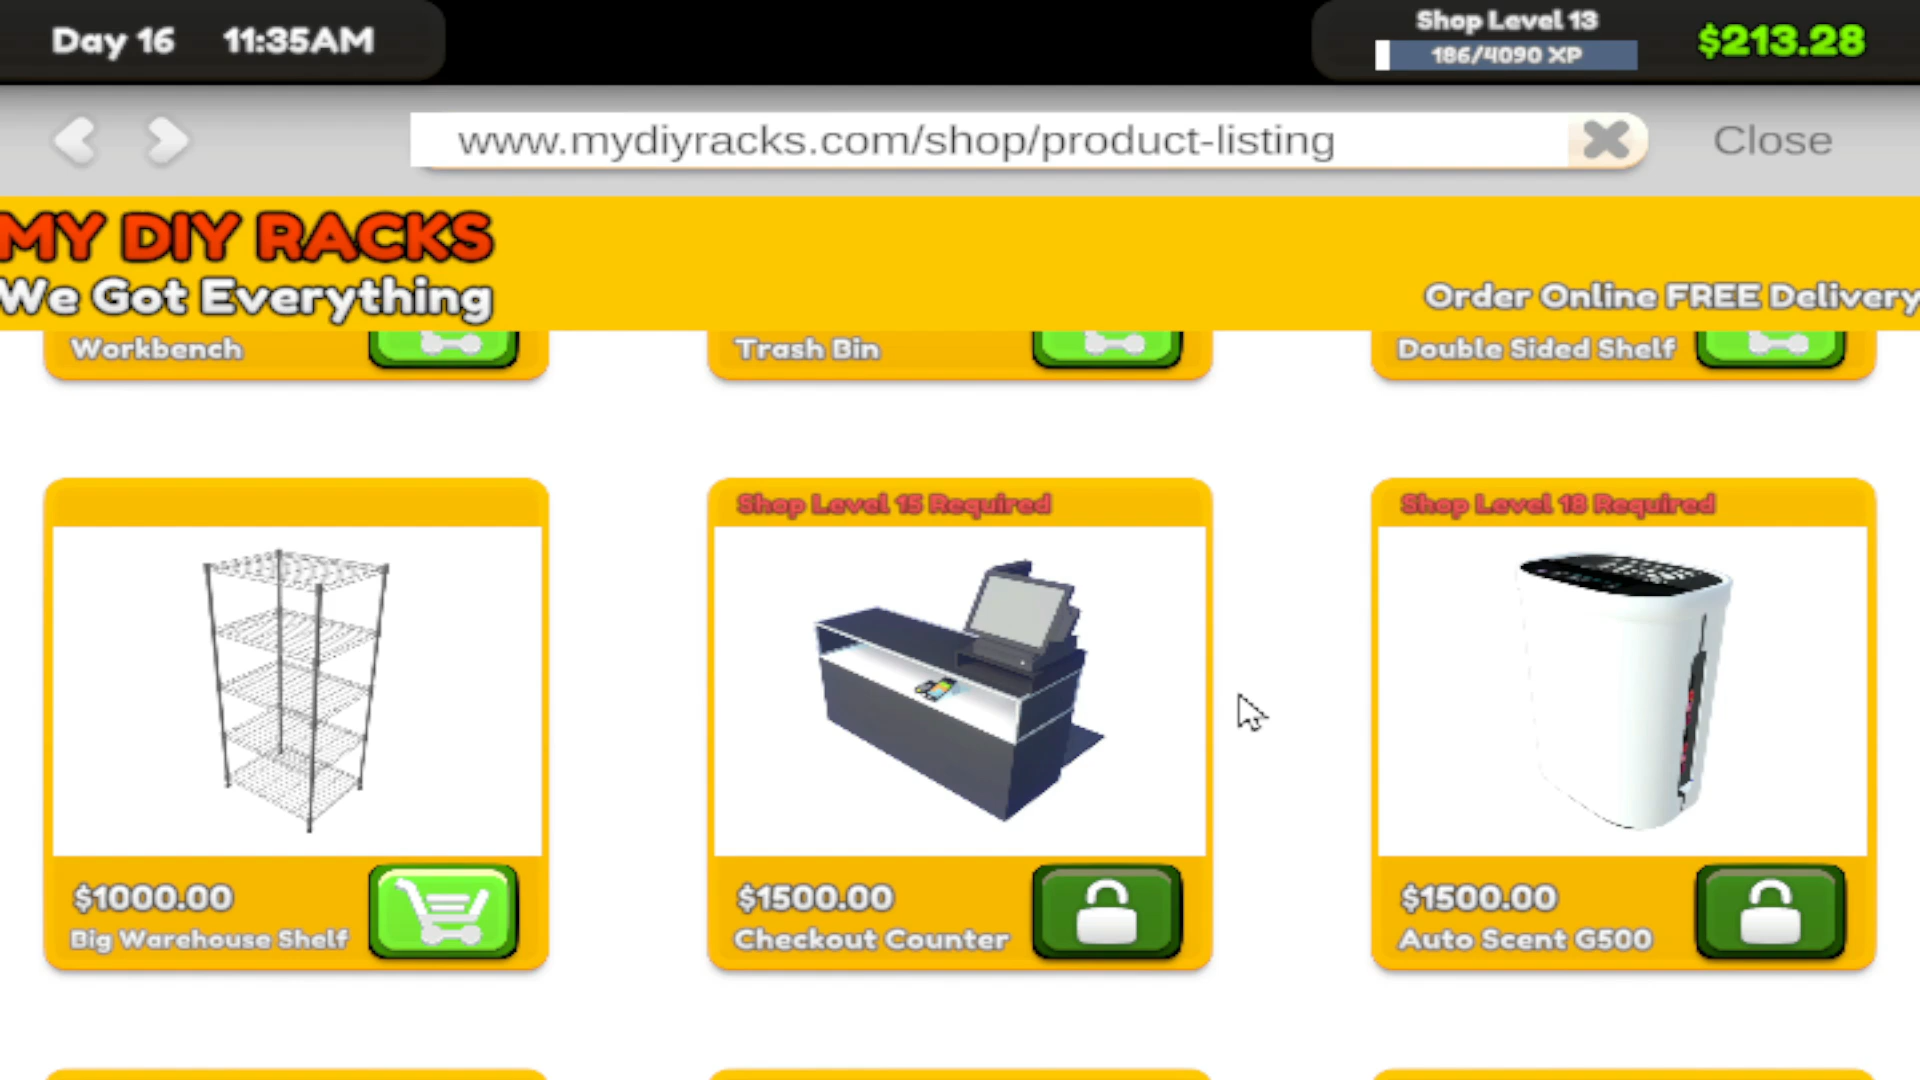 Day 16 11:35AM
Shop Level 13
186/4090 XP
$213.28
www.mydiyracks.com/shop/product-listing
Close
MY DIY RACKS
We Got Everything
Order Online FREE Delivery
Workbench
Trash Bin
Double Sided Shelf
Shop Level 15 Required
Shop Level 18 Required
$1000.00
Big Warehouse Shelf
$1500.00
Checkout Counter
$1500.00
Auto Scent G500